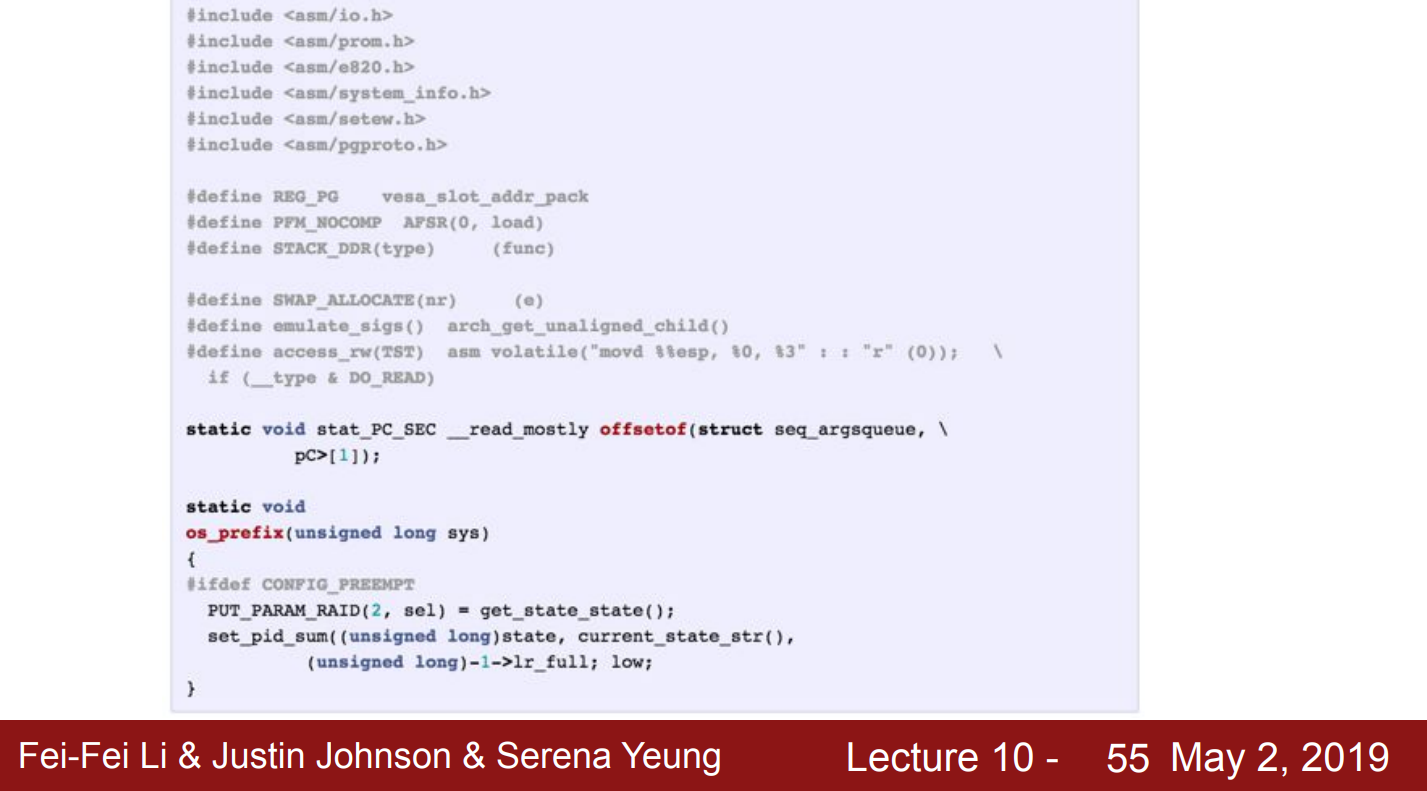 #include <asm/io.h>
#include <asm/prom.h>
#include <asm/e820.h>
#include <asm/system_info.h>
#include <asm/setew.h>
#include <asm/pgproto.h>
#define REG_PG    vesa_slot_addr_pack
#define PFM_NOCOMP  AFSR(0, load)
#define STACK_DDR(type)     (func)
#define SWAP_ALLOCATE(nr)     (e)
#define emulate_sigs()  arch_get_unaligned_child()
#define access_rw(TST)  asm volatile("movd %%esp, %0, %3" : : "r" (0));   \
  if (__type & DO_READ)
static void stat_PC_SEC __read_mostly offsetof(struct seq_argsqueue, \
          pC>[1]);
static void
os_prefix(unsigned long sys)
{
#ifdef CONFIG_PREEMPT
  PUT_PARAM_RAID(2, sel) = get_state_state();
  set_pid_sum((unsigned long)state, current_state_str(),
           (unsigned long)-1->lr_full; low;
}
Fei-Fei Li & Justin Johnson & Serena Yeung    Lecture 10 -    55    May 2, 2019